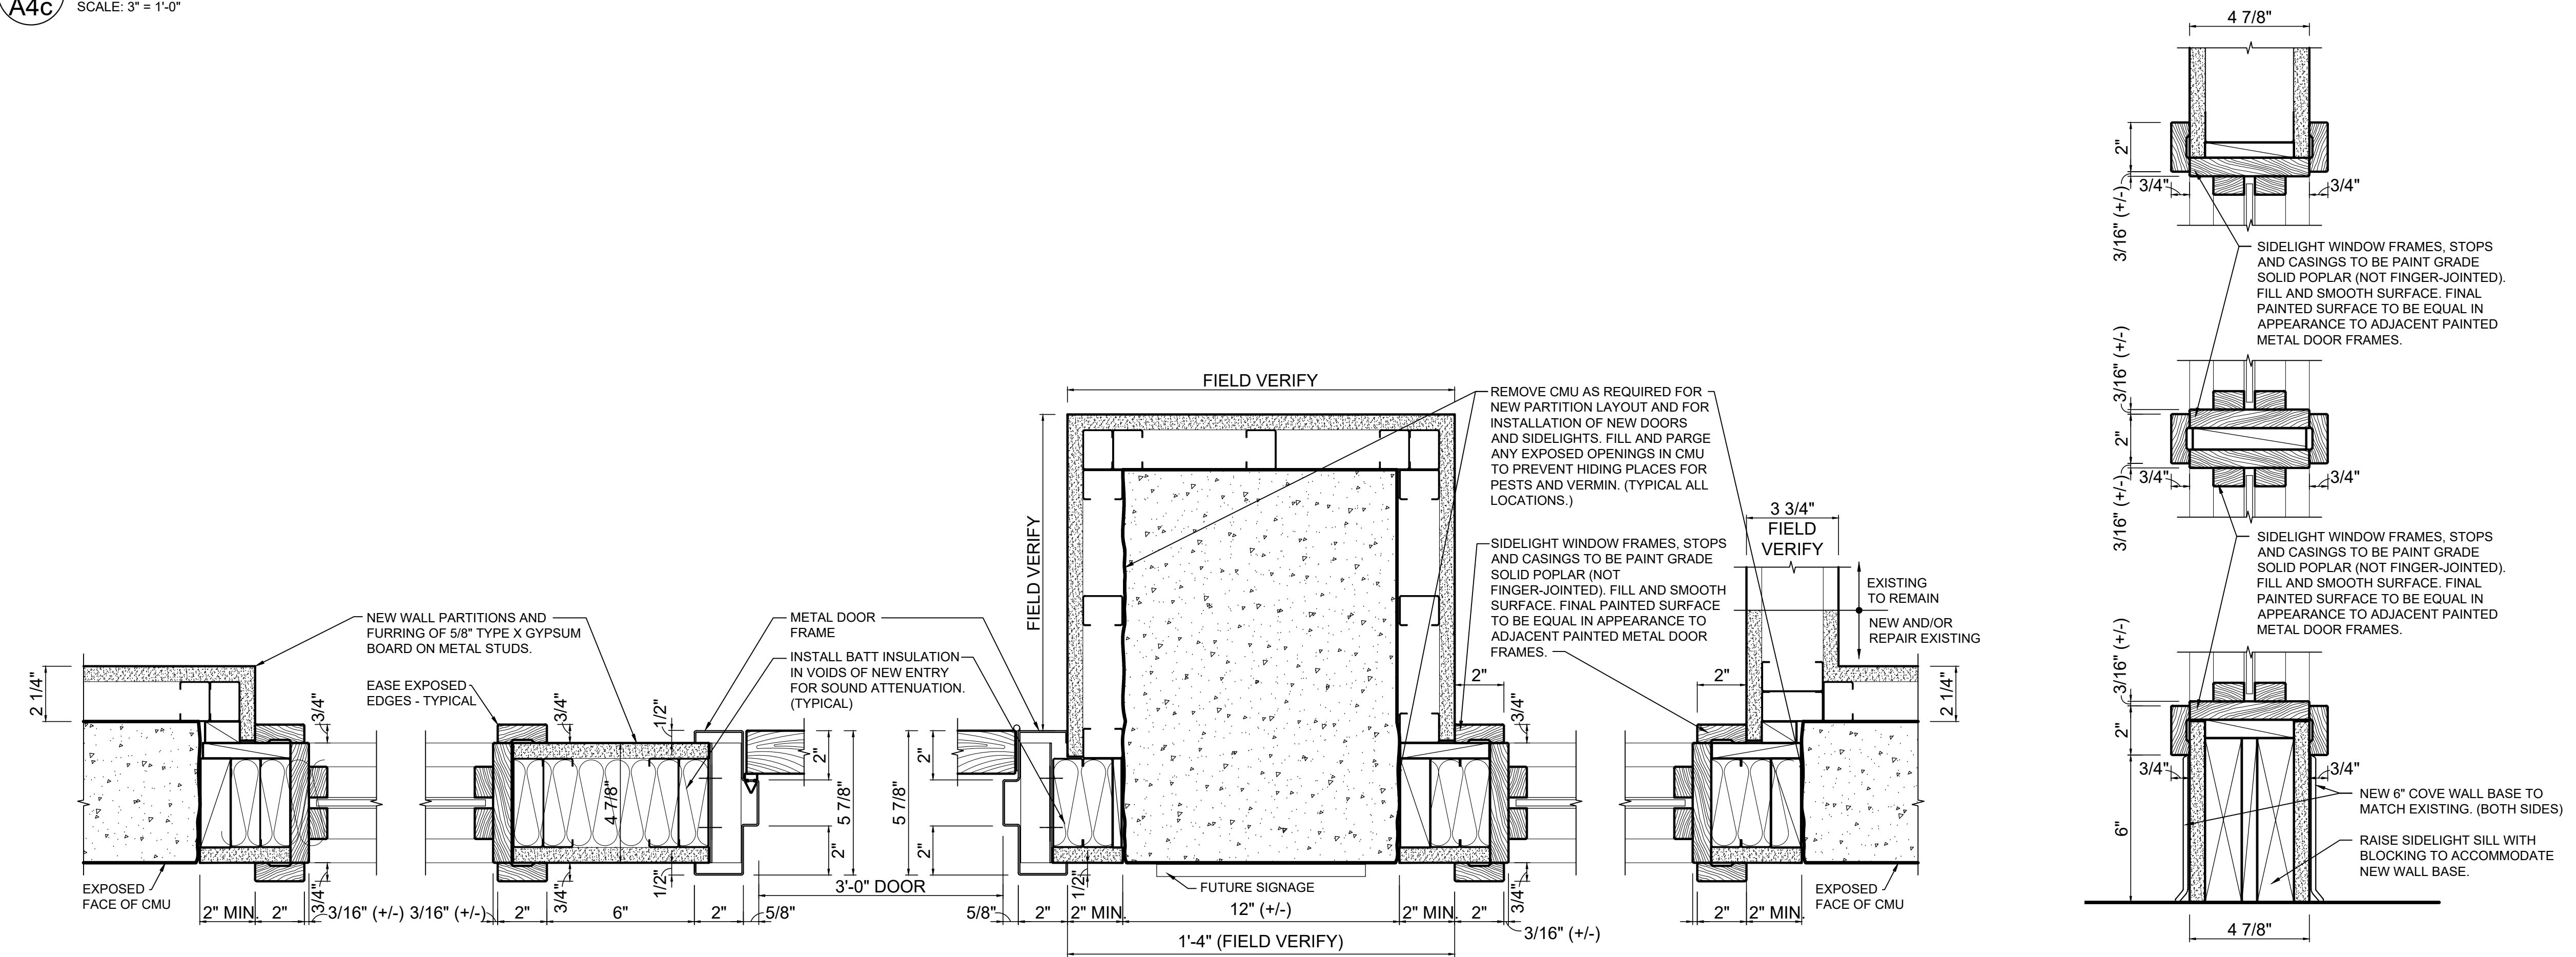 A4c
SCALE: 3" = 1'-0"
4 7/8"
2"
3/16" (+/-)
3/4"
3/4"
SIDELIGHT WINDOW FRAMES, STOPS
AND CASINGS TO BE PAINT GRADE
SOLID POPLAR (NOT FINGER-JOINTED).
FILL AND SMOOTH SURFACE. FINAL
PAINTED SURFACE TO BE EQUAL IN
APPEARANCE TO ADJACENT PAINTED
METAL DOOR FRAMES.
3/16" (+/-)
2"
3/16" (+/-)
3/4"
3/4"
SIDELIGHT WINDOW FRAMES, STOPS
AND CASINGS TO BE PAINT GRADE
SOLID POPLAR (NOT FINGER-JOINTED).
FILL AND SMOOTH SURFACE. FINAL
PAINTED SURFACE TO BE EQUAL IN
APPEARANCE TO ADJACENT PAINTED
METAL DOOR FRAMES.
3/16" (+/-)
2"
3/4"
3/4"
6"
NEW 6" COVE WALL BASE TO
MATCH EXISTING. (BOTH SIDES)
RAISE SIDELIGHT SILL WITH
BLOCKING TO ACCOMMODATE
NEW WALL BASE.
4 7/8"
FIELD VERIFY
FIELD VERIFY
REMOVE CMU AS REQUIRED FOR
NEW PARTITION LAYOUT AND FOR
INSTALLATION OF NEW DOORS
AND SIDELIGHTS. FILL AND PARGE
ANY EXPOSED OPENINGS IN CMU
TO PREVENT HIDING PLACES FOR
PESTS AND VERMIN. (TYPICAL ALL
LOCATIONS.)
SIDELIGHT WINDOW FRAMES, STOPS
AND CASINGS TO BE PAINT GRADE
SOLID POPLAR (NOT
FINGER-JOINTED). FILL AND SMOOTH
SURFACE. FINAL PAINTED SURFACE
TO BE EQUAL IN APPEARANCE TO
ADJACENT PAINTED METAL DOOR
FRAMES.
3 3/4"
FIELD
VERIFY
EXISTING
TO REMAIN
NEW AND/OR
REPAIR EXISTING
NEW WALL PARTITIONS AND
FURRING OF 5/8" TYPE X GYPSUM
BOARD ON METAL STUDS.
METAL DOOR
FRAME
INSTALL BATT INSULATION
IN VOIDS OF NEW ENTRY
FOR SOUND ATTENUATION.
(TYPICAL)
EASE EXPOSED
EDGES - TYPICAL
2 1/4"
3/4"
3/4"
1/2"
2"
5 7/8"
5 7/8"
2"
2"
3/4"
2"
2 1/4"
4 7/8"
2"
2"
3/4"
3/4"
1/2"
1/2"
3/4"
EXPOSED
FACE OF CMU
3'-0" DOOR
FUTURE SIGNAGE
EXPOSED
FACE OF CMU
2" MIN.
2"
3/16" (+/-)
3/16" (+/-)
2"
6"
2"
5/8"
5/8"
2"
2" MIN.
12" (+/-)
2" MIN.
2"
3/16" (+/-)
2"
2" MIN.
1'-4" (FIELD VERIFY)